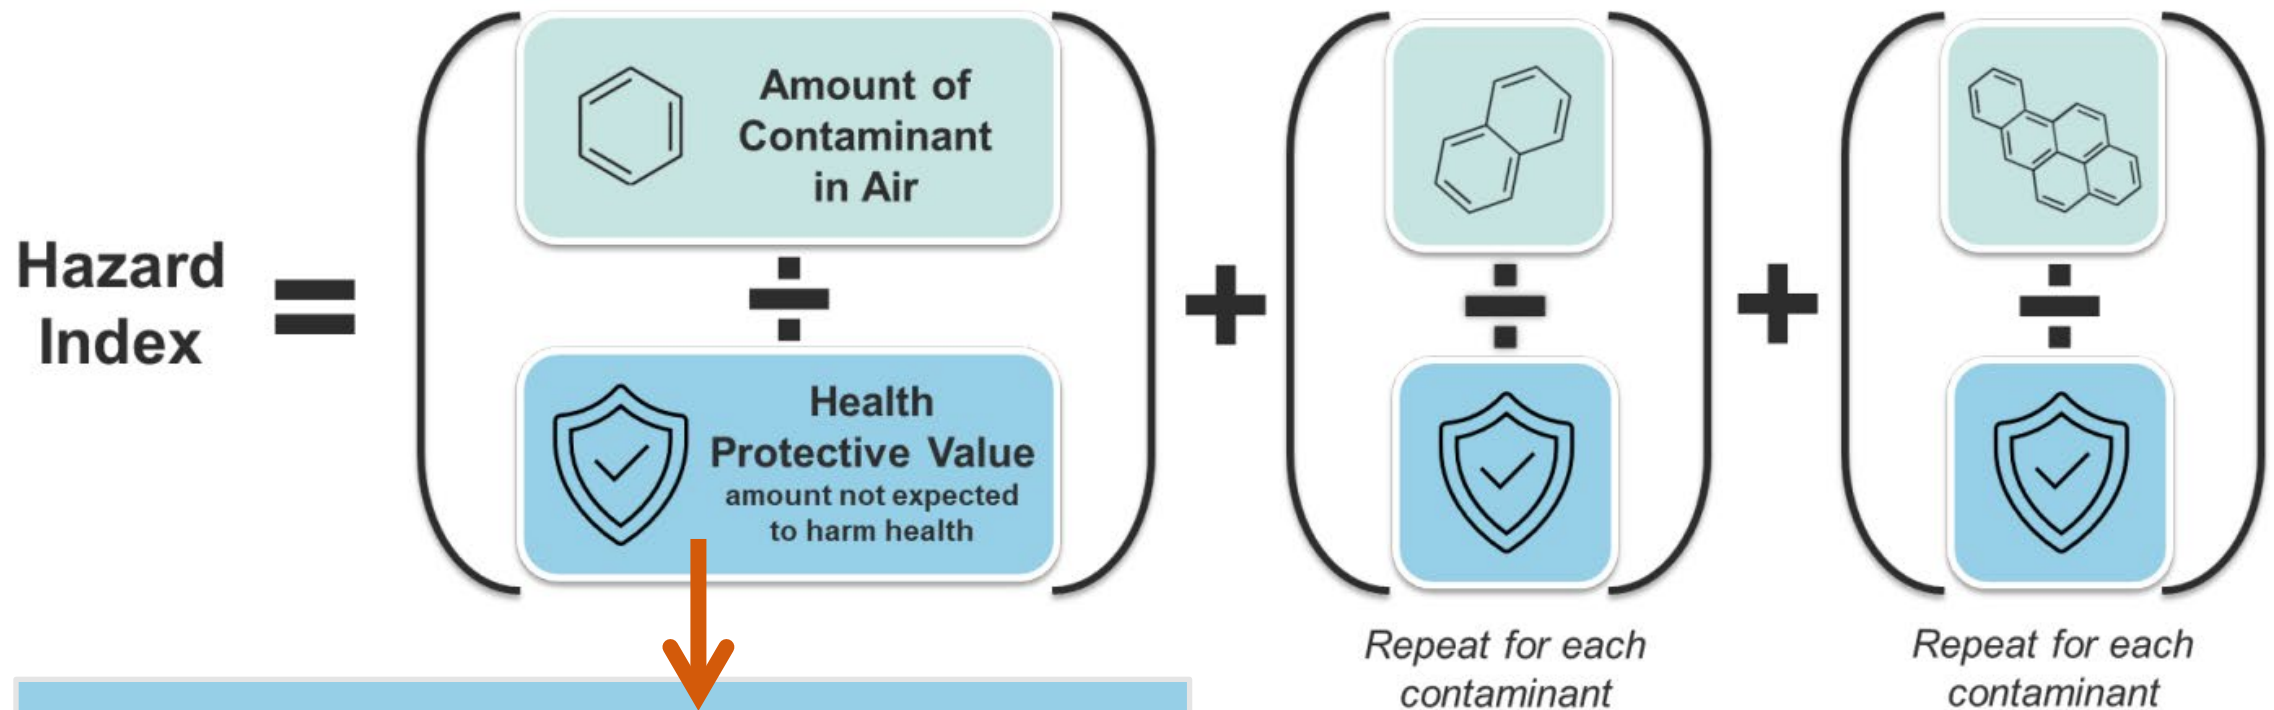 Hazard
Index
=
Amount of
Contaminant
in Air
÷
Health
Protective Value
amount not expected
to harm health
+
÷
Repeat for each
contaminant
+
÷
Repeat for each
contaminant